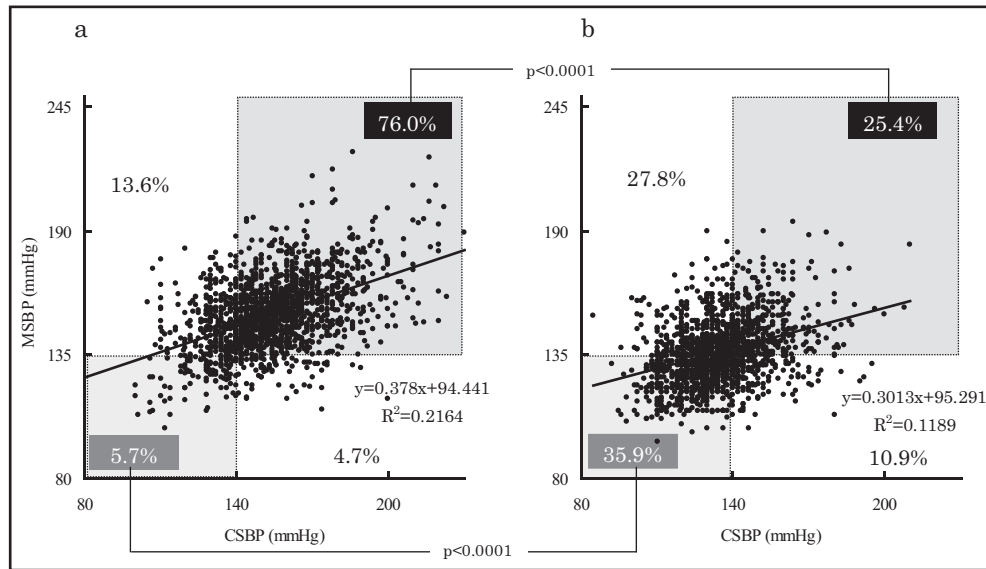 a
b
p<0.0001
245
76.0%
13.6%
190
MSBP (mmHg)
135
y=0.378x+94.441
R²=0.2164
5.7%
4.7%
80
80
140
200
CSBP (mmHg)
245
25.4%
27.8%
190
135
y=0.3013x+95.291
R²=0.1189
35.9%
10.9%
80
80
140
200
CSBP (mmHg)
p<0.0001